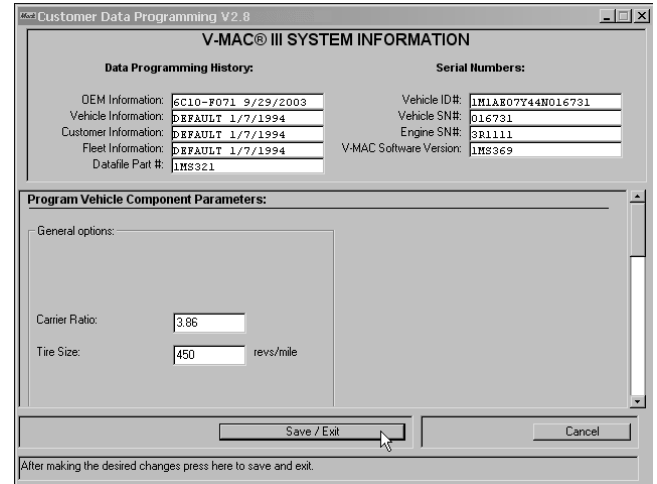 Mack Customer Data Programming V2.8
V-MAC® III SYSTEM INFORMATION
Data Programming History:
OEM Information: 6C10-F071 9/29/2003
Vehicle Information: DEFAULT 1/7/1994
Customer Information: DEFAULT 1/7/1994
Fleet Information: DEFAULT 1/7/1994
Datafile Part #: 1MS321
Serial Numbers:
Vehicle ID#: 1M1AE07Y44N016731
Vehicle SN#: 016731
Engine SN#: 3R1111
V-MAC Software Version: 1MS369
Program Vehicle Component Parameters:
General options:
Carrier Ratio: 3.86
Tire Size: 450 revs/mile
Save / Exit
Cancel
After making the desired changes press here to save and exit.